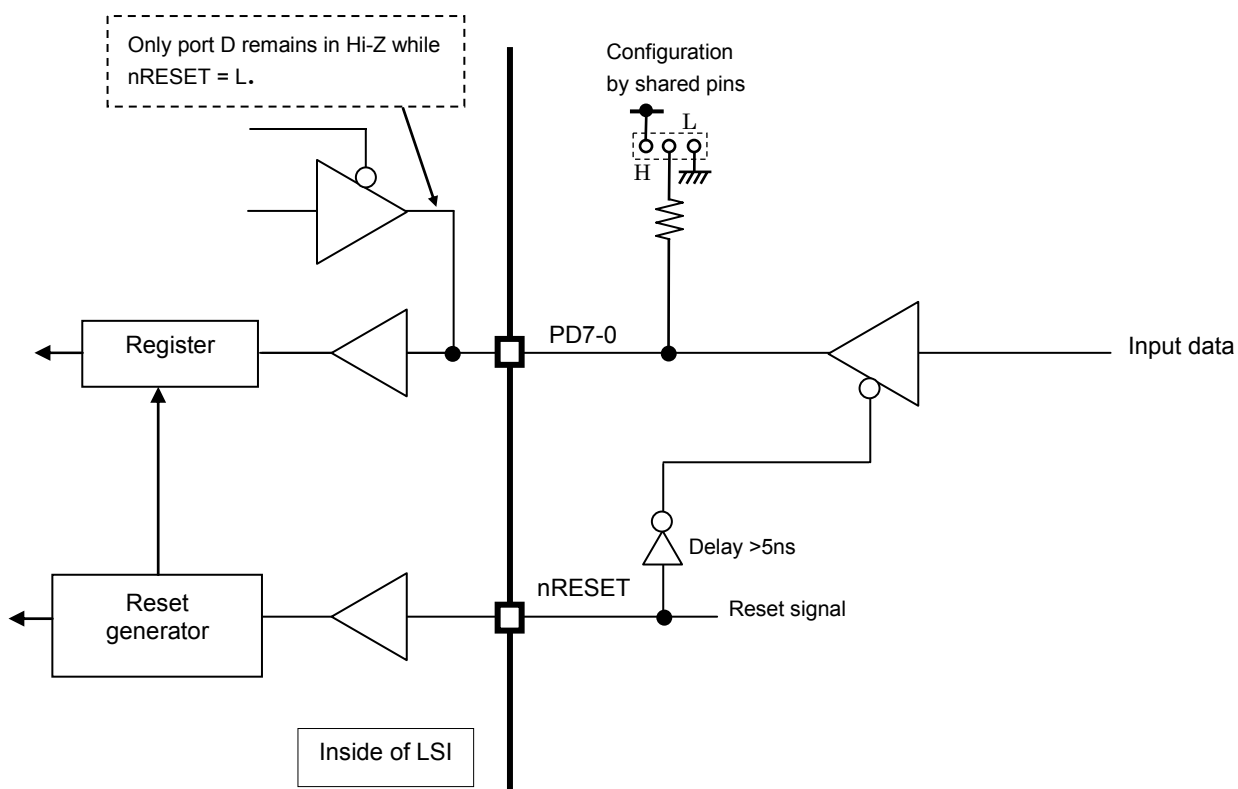 Only port D remains in Hi-Z while
nRESET = L.
Configuration
by shared pins
L
H
PD7-0
Register
Input data
Delay >5ns
nRESET
Reset signal
Reset
generator
Inside of LSI